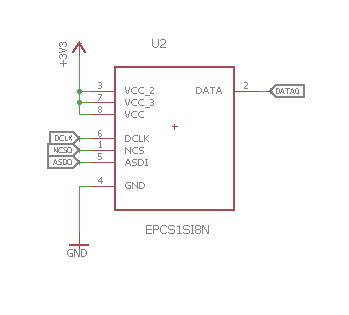 U2
+3V3
3 VCC_2
7 VCC_3
8 VCC
DATA 2 DATA0
DCLK 6 DCLK
NCSO 1 NCS
ASDO 5 ASDI
4 GND
EPCS1SI8N
GND